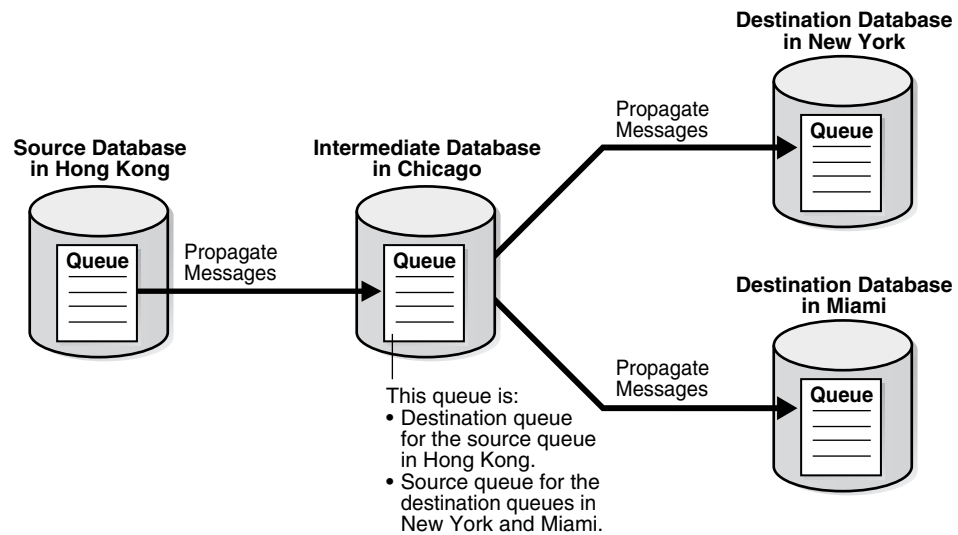 Source Database
in Hong Kong
Queue
Propagate
Messages
Intermediate Database
in Chicago
Queue
This queue is:
• Destination queue
for the source queue
in Hong Kong.
• Source queue for the
destination queues in
New York and Miami.
Propagate
Messages
Destination Database
in New York
Queue
Propagate
Messages
Destination Database
in Miami
Queue